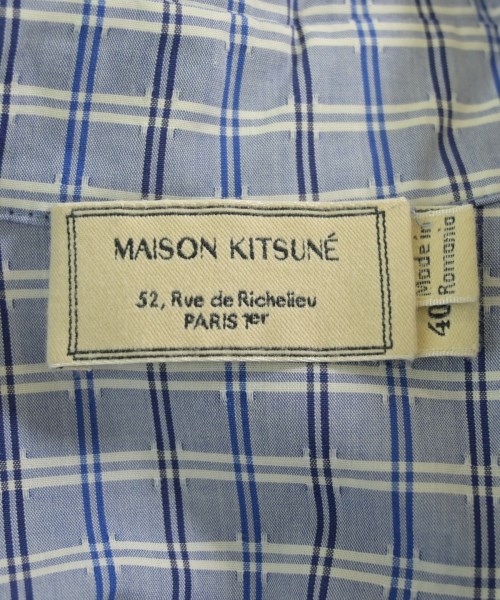 MAISON KITSUNÉ
52, Rue de Richelieu
PARIS 1er
Made in
Romania
40